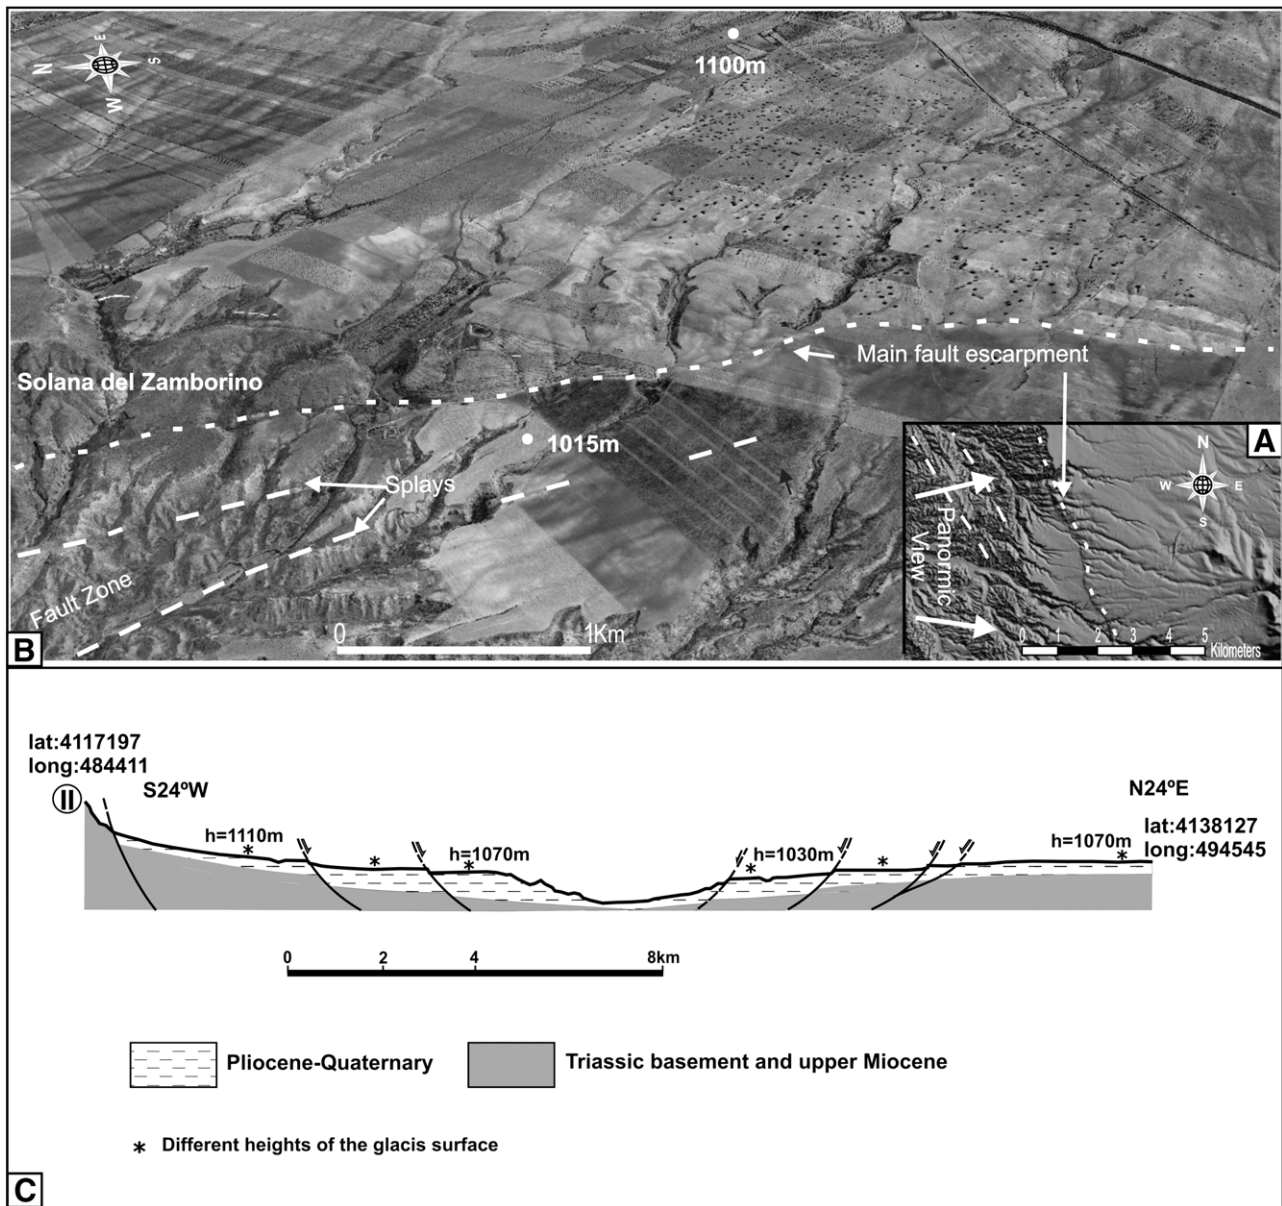 N
E
S
W
1100m
Main fault escarpment
Solana del Zamborino
1015m
Splays
Fault Zone
0
1Km
B
A
N
W
E
S
Panormic
View
0 1 2 3 4 5
Kilometers
lat:4117197
long:484411
II
S24ºW
N24ºE
lat:4138127
long:494545
h=1110m
h=1070m
h=1030m
h=1070m
0 2 4 8km
Pliocene-Quaternary
Triassic basement and upper Miocene
* Different heights of the glacis surface
C